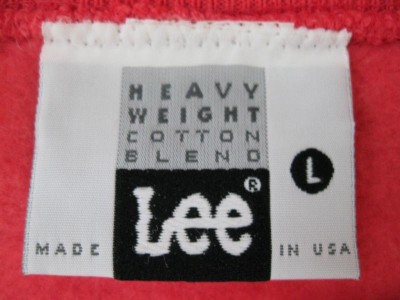 HEAVY
WEIGHT
COTTON
BLEND
L
Lee®
MADE IN USA